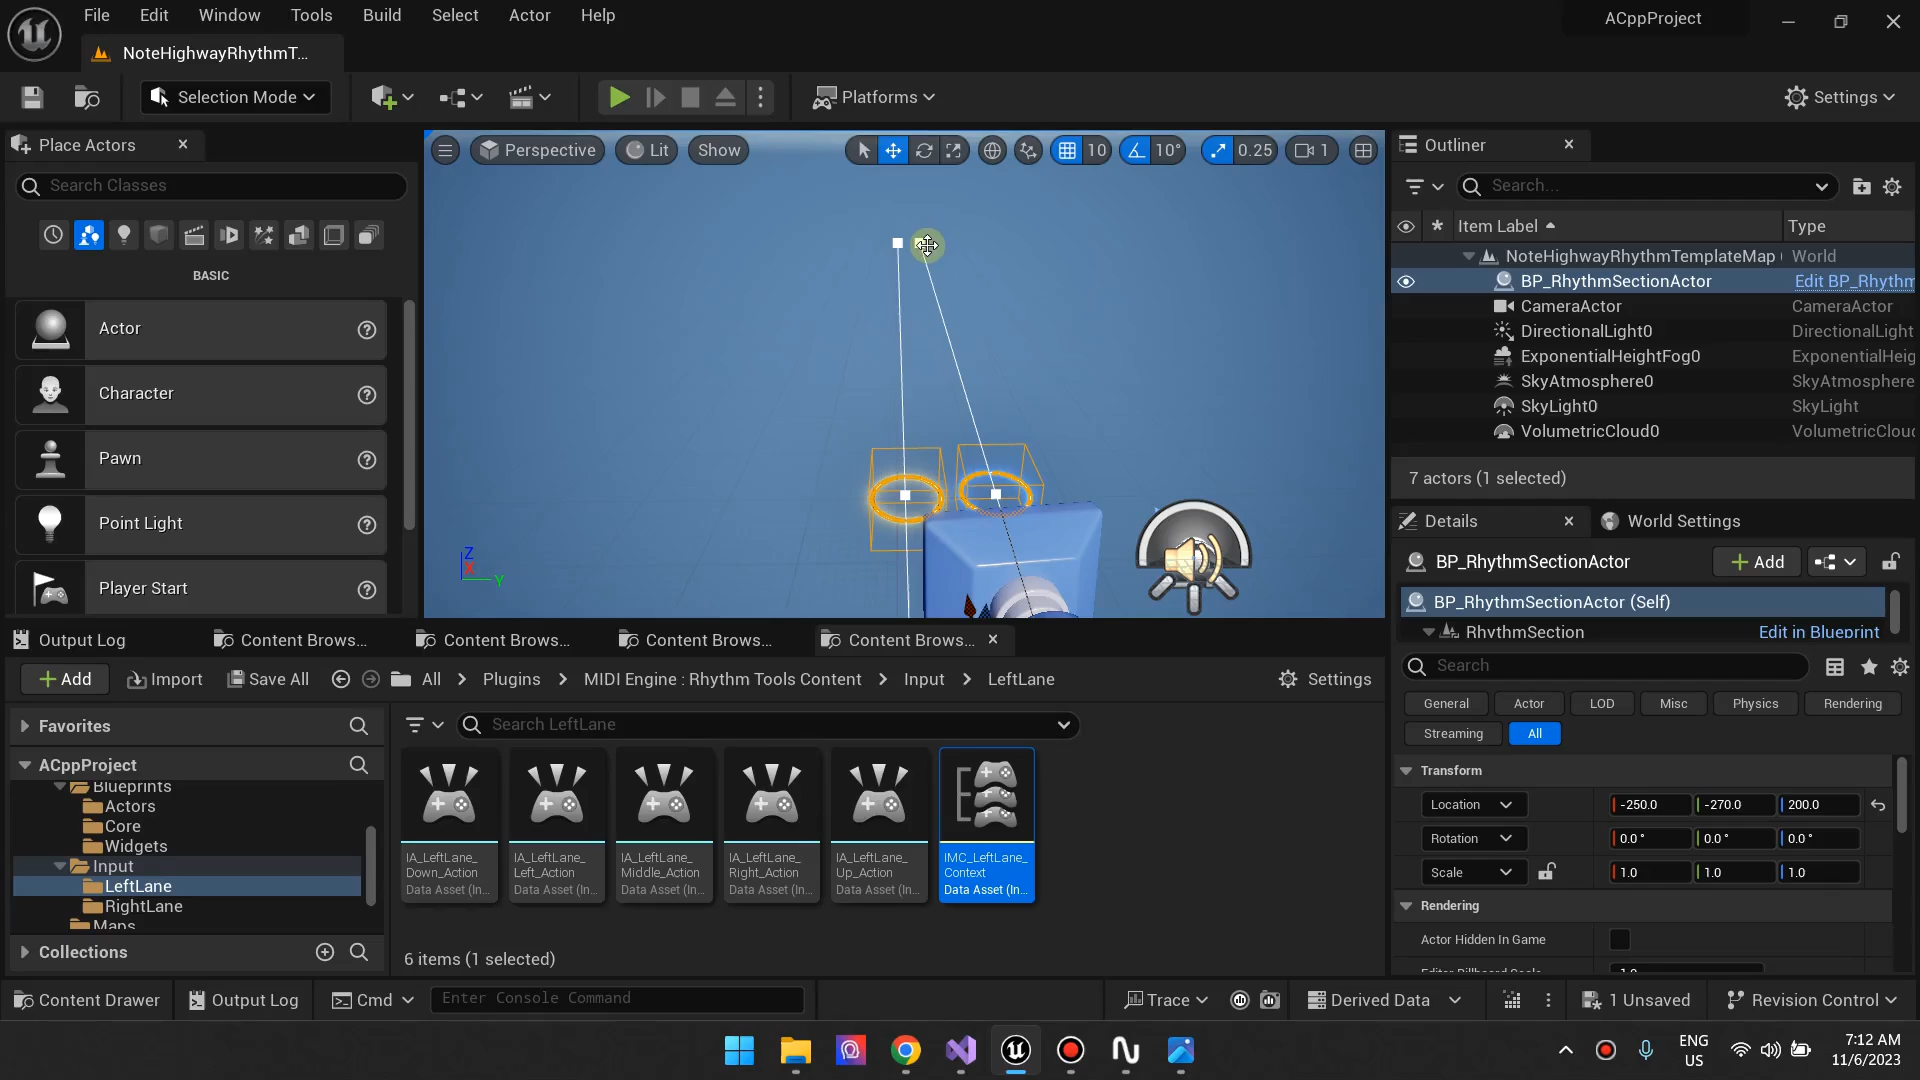 File Edit Window Tools Build Select Actor Help
ACppProject
NoteHighwayRhythmT...
Selection Mode
Platforms
Settings
Place Actors
Search Classes
BASIC
Actor
Character
Pawn
Point Light
Player Start
Perspective Lit Show 10 10° 0.25 1
Z
X
Y
Outliner
Search...
Item Label Type
NoteHighwayRhythmTemplateMap ( World
BP_RhythmSectionActor Edit BP_Rhythm
CameraActor CameraActor
DirectionalLight0 DirectionalLight
ExponentialHeightFog0 ExponentialHeig
SkyAtmosphere0 SkyAtmosphere
SkyLight0 SkyLight
VolumetricCloud0 VolumetricClouc
7 actors (1 selected)
Details World Settings
BP_RhythmSectionActor Add
BP_RhythmSectionActor (Self)
RhythmSection Edit in Blueprint
Search
General Actor LOD Misc Physics Rendering
Streaming All
Transform
Location -250.0 -270.0 200.0
Rotation 0.0° 0.0° 0.0°
Scale 1.0 1.0 1.0
Rendering
Actor Hidden In Game
Editor Billboard Scale 1.0
Output Log Content Brows... Content Brows... Content Brows... Content Brows...
Add Import Save All All Plugins MIDI Engine : Rhythm Tools Content Input LeftLane Settings
Favorites
ACppProject
Blueprints
Actors
Core
Widgets
Input
LeftLane
RightLane
Maps
Collections
Search LeftLane
IA_LeftLane_
Down_Action
Data Asset (In...
IA_LeftLane_
Left_Action
Data Asset (In...
IA_LeftLane_
Middle_Action
Data Asset (In...
IA_LeftLane_
Right_Action
Data Asset (In...
IA_LeftLane_
Up_Action
Data Asset (In...
IMC_LeftLane_
Context
Data Asset (In...
6 items (1 selected)
Content Drawer Output Log Cmd Enter Console Command Trace Derived Data 1 Unsaved Revision Control
ENG
US
7:12 AM
11/6/2023